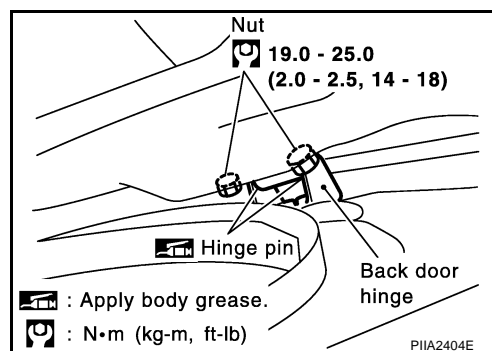 Nut
19.0 - 25.0
(2.0 - 2.5, 14 - 18)
Hinge pin
Back door
hinge
: Apply body grease.
: N•m (kg-m, ft-lb)
PIIA2404E